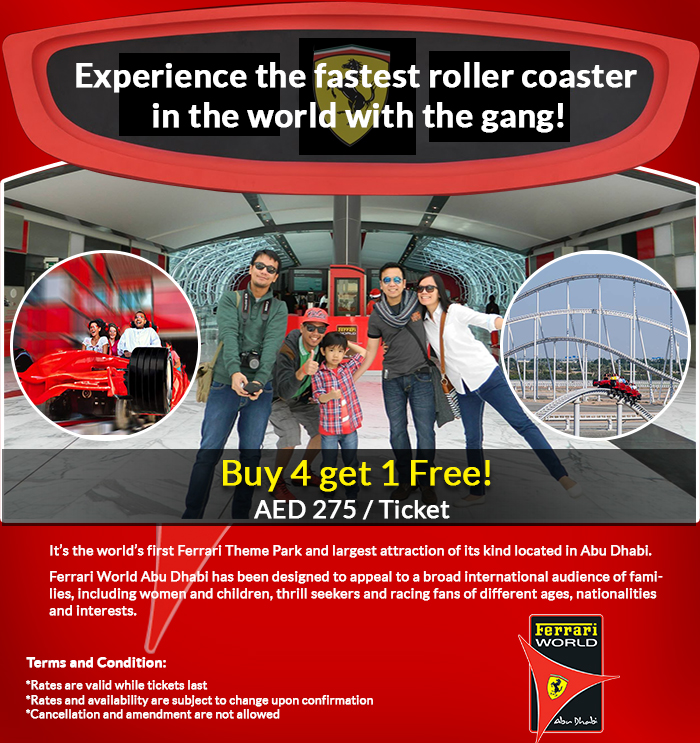 Experience the fastest roller coaster
in the world with the gang!
FERRARI
WORLD
Buy 4 get 1 Free!
AED 275 / Ticket
It's the world's first Ferrari Theme Park and largest attraction of its kind located in Abu Dhabi.
Ferrari World Abu Dhabi has been designed to appeal to a broad international audience of fami-
lies, including women and children, thrill seekers and racing fans of different ages, nationalities
and interests.
Ferrari
WORLD
Abu Dhabi
Terms and Condition:
*Rates are valid while tickets last
*Rates and availability are subject to change upon confirmation
*Cancellation and amendment are not allowed